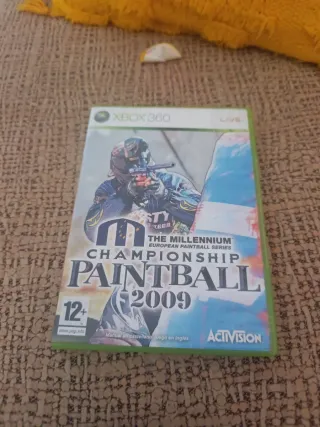 XBOX 360
LIVE
THE MILLENNIUM
EUROPEAN PAINTBALL SERIES
CHAMPIONSHIP
PAINTBALL
2009
12+
ACTIVISION